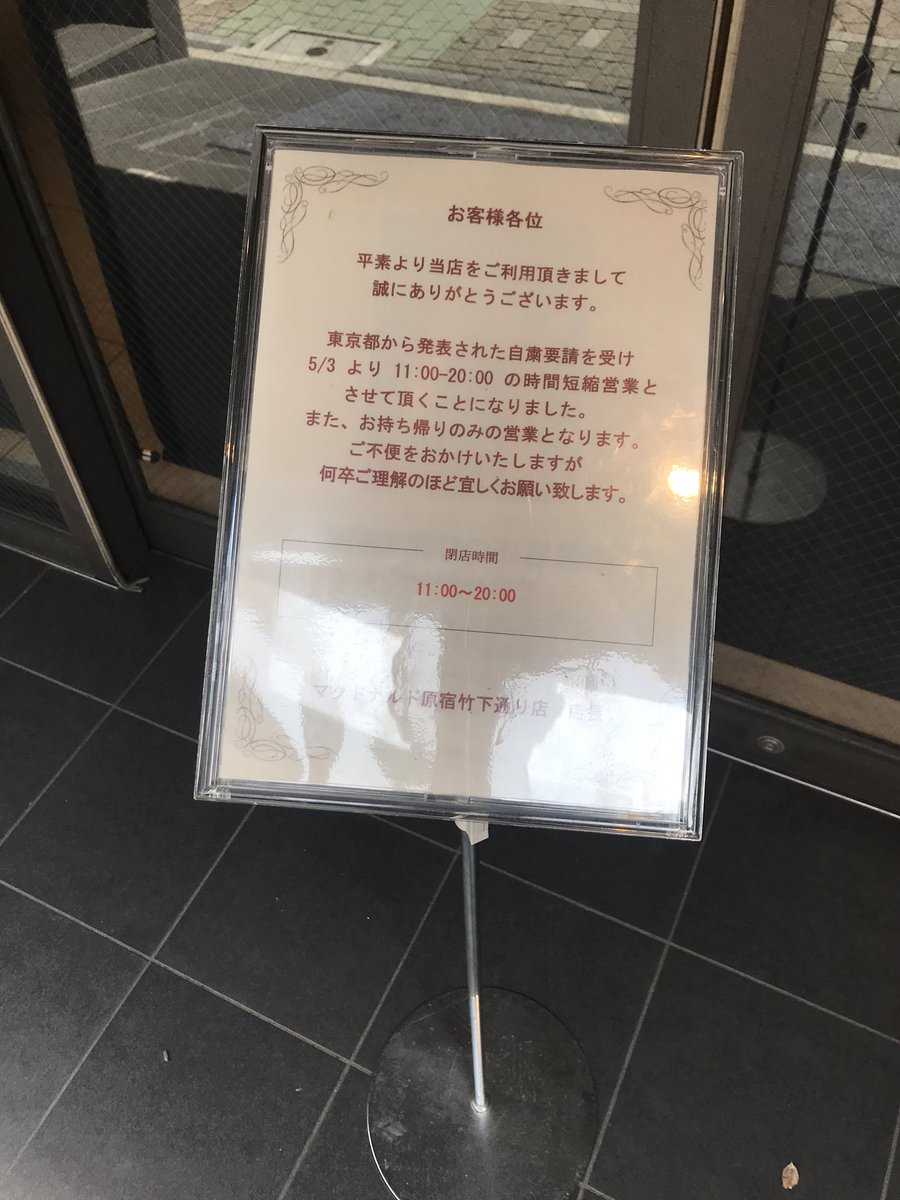 お客様各位
平素より当店をご利用頂きまして
誠にありがとうございます。
東京都から発表された自粛要請を受け
5/3 より 11:00-20:00 の時間短縮営業と
させて頂くことになりました。
また、お持ち帰りのみの営業となります。
ご不便をおかけいたしますが
何卒ご理解のほど宜しくお願い致します。
閉店時間
11:00～20:00
マクドナルド原宿竹下通り店 店長